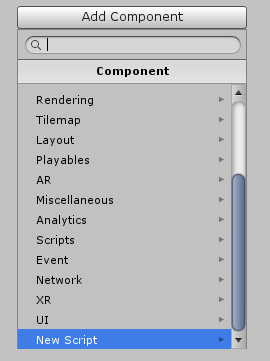 Add Component
Component
Rendering
Tilemap
Layout
Playables
AR
Miscellaneous
Analytics
Scripts
Event
Network
XR
UI
New Script